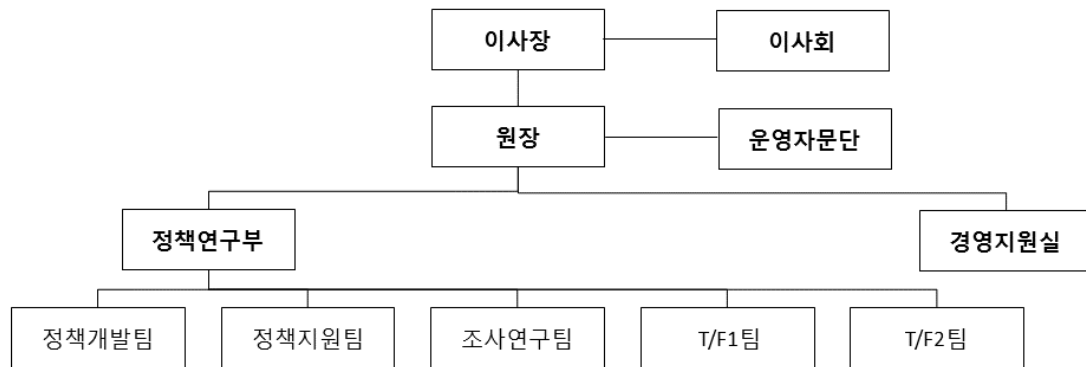 이사장
이사회
원장
운영자문단
정책연구부
경영지원실
정책개발팀
정책지원팀
조사연구팀
T/F1팀
T/F2팀